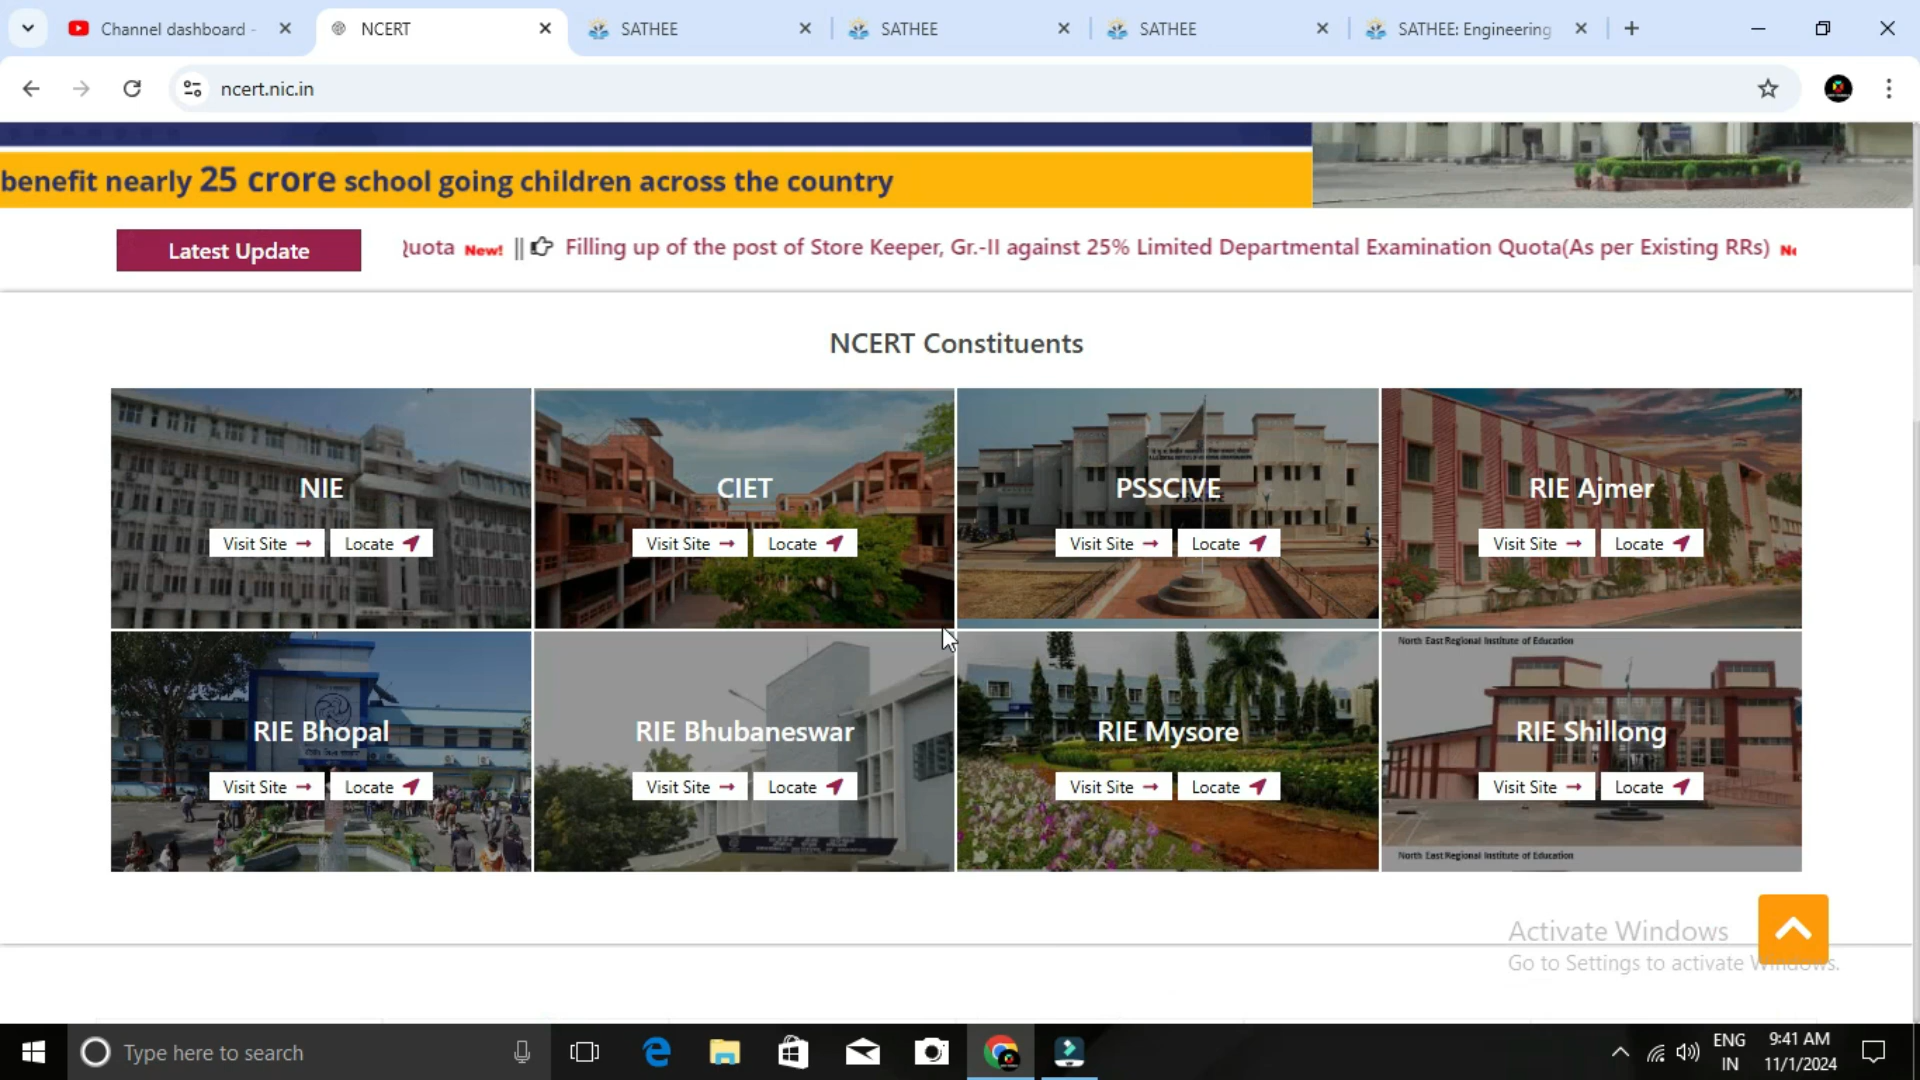 Channel dashboard -
NCERT
SATHEE
SATHEE
SATHEE
SATHEE: Engineering
ncert.nic.in
benefit nearly 25 crore school going children across the country
Latest Update
Quota New! || Filling up of the post of Store Keeper, Gr.-II against 25% Limited Departmental Examination Quota(As per Existing RRs)
NCERT Constituents
NIE
Visit Site
Locate
CIET
Visit Site
Locate
PSSCIVE
Visit Site
Locate
RIE Ajmer
Visit Site
Locate
RIE Bhopal
Visit Site
Locate
RIE Bhubaneswar
Visit Site
Locate
RIE Mysore
Visit Site
Locate
North East Regional Institute of Education
RIE Shillong
Visit Site
Locate
North East Regional Institute of Education
Activate Windows
Go to Settings to activate Windows.
Type here to search
ENG
IN
9:41 AM
11/1/2024